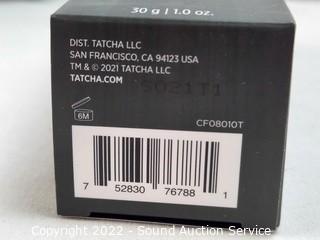 30 g | 1.0 oz.
DIST. TATCHA LLC
SAN FRANCISCO, CA 94123 USA
TM & © 2021 TATCHA LLC
TATCHA.COM
S021T1
6M
CF08010T
7 52830 76788 1
Copyright 2022 - Sound Auction Service